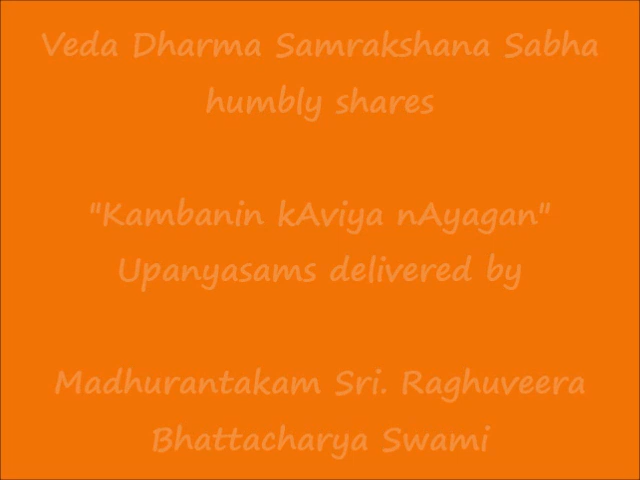 Veda Dharma Samrakshana Sabha
humbly shares
"Kambanin kAviya nAyagan"
Upanyasams delivered by
Madhurantakam Sri. Raghuveera
Bhattacharya Swami